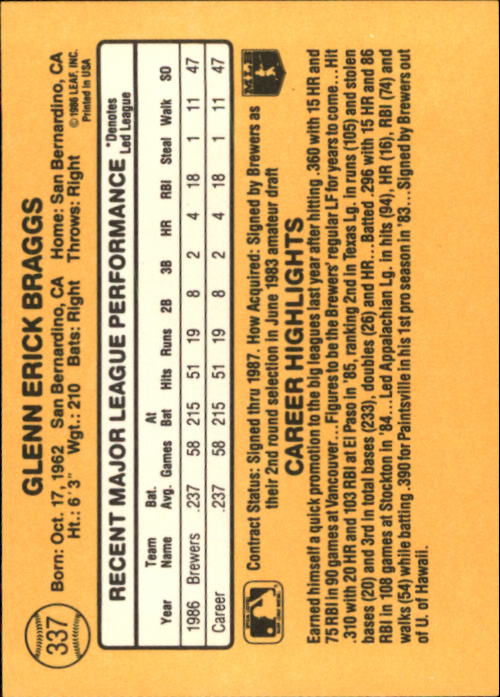 337
GLENN ERICK BRAGGS
Born: Oct. 17, 1962 San Bernardino, CA Home: San Bernardino, CA
Ht.: 6' 3" Wgt.: 210 Bats: Right Throws: Right
©1986 LEAF, INC.
Printed in USA
RECENT MAJOR LEAGUE PERFORMANCE
*Denotes
Led League
Year Team Name Bat. Avg. Games At Bat Hits Runs 2B 3B HR RBI Steal Walk SO
1986 Brewers .237 58 215 51 19 8 2 4 18 1 11 47
Career .237 58 215 51 19 8 2 4 18 1 11 47
Contract Status: Signed thru 1987. How Acquired: Signed by Brewers as
their 2nd round selection in June 1983 amateur draft
MLB
CAREER HIGHLIGHTS
Earned himself a quick promotion to the big leagues last year after hitting .360 with 15 HR and
75 RBI in 90 games at Vancouver... Figures to be the Brewers' regular LF for years to come... Hit
.310 with 20 HR and 103 RBI at El Paso in '85, ranking 2nd in Texas Lg. in runs (105) and stolen
bases (20) and 3rd in total bases (233), doubles (26) and HR... Batted .296 with 15 HR and 86
RBI in 108 games at Stockton in '84... Led Appalachian Lg. in hits (94), HR (16), RBI (74) and
walks (54) while batting .390 for Paintsville in his 1st pro season in '83... Signed by Brewers out
of U. of Hawaii.